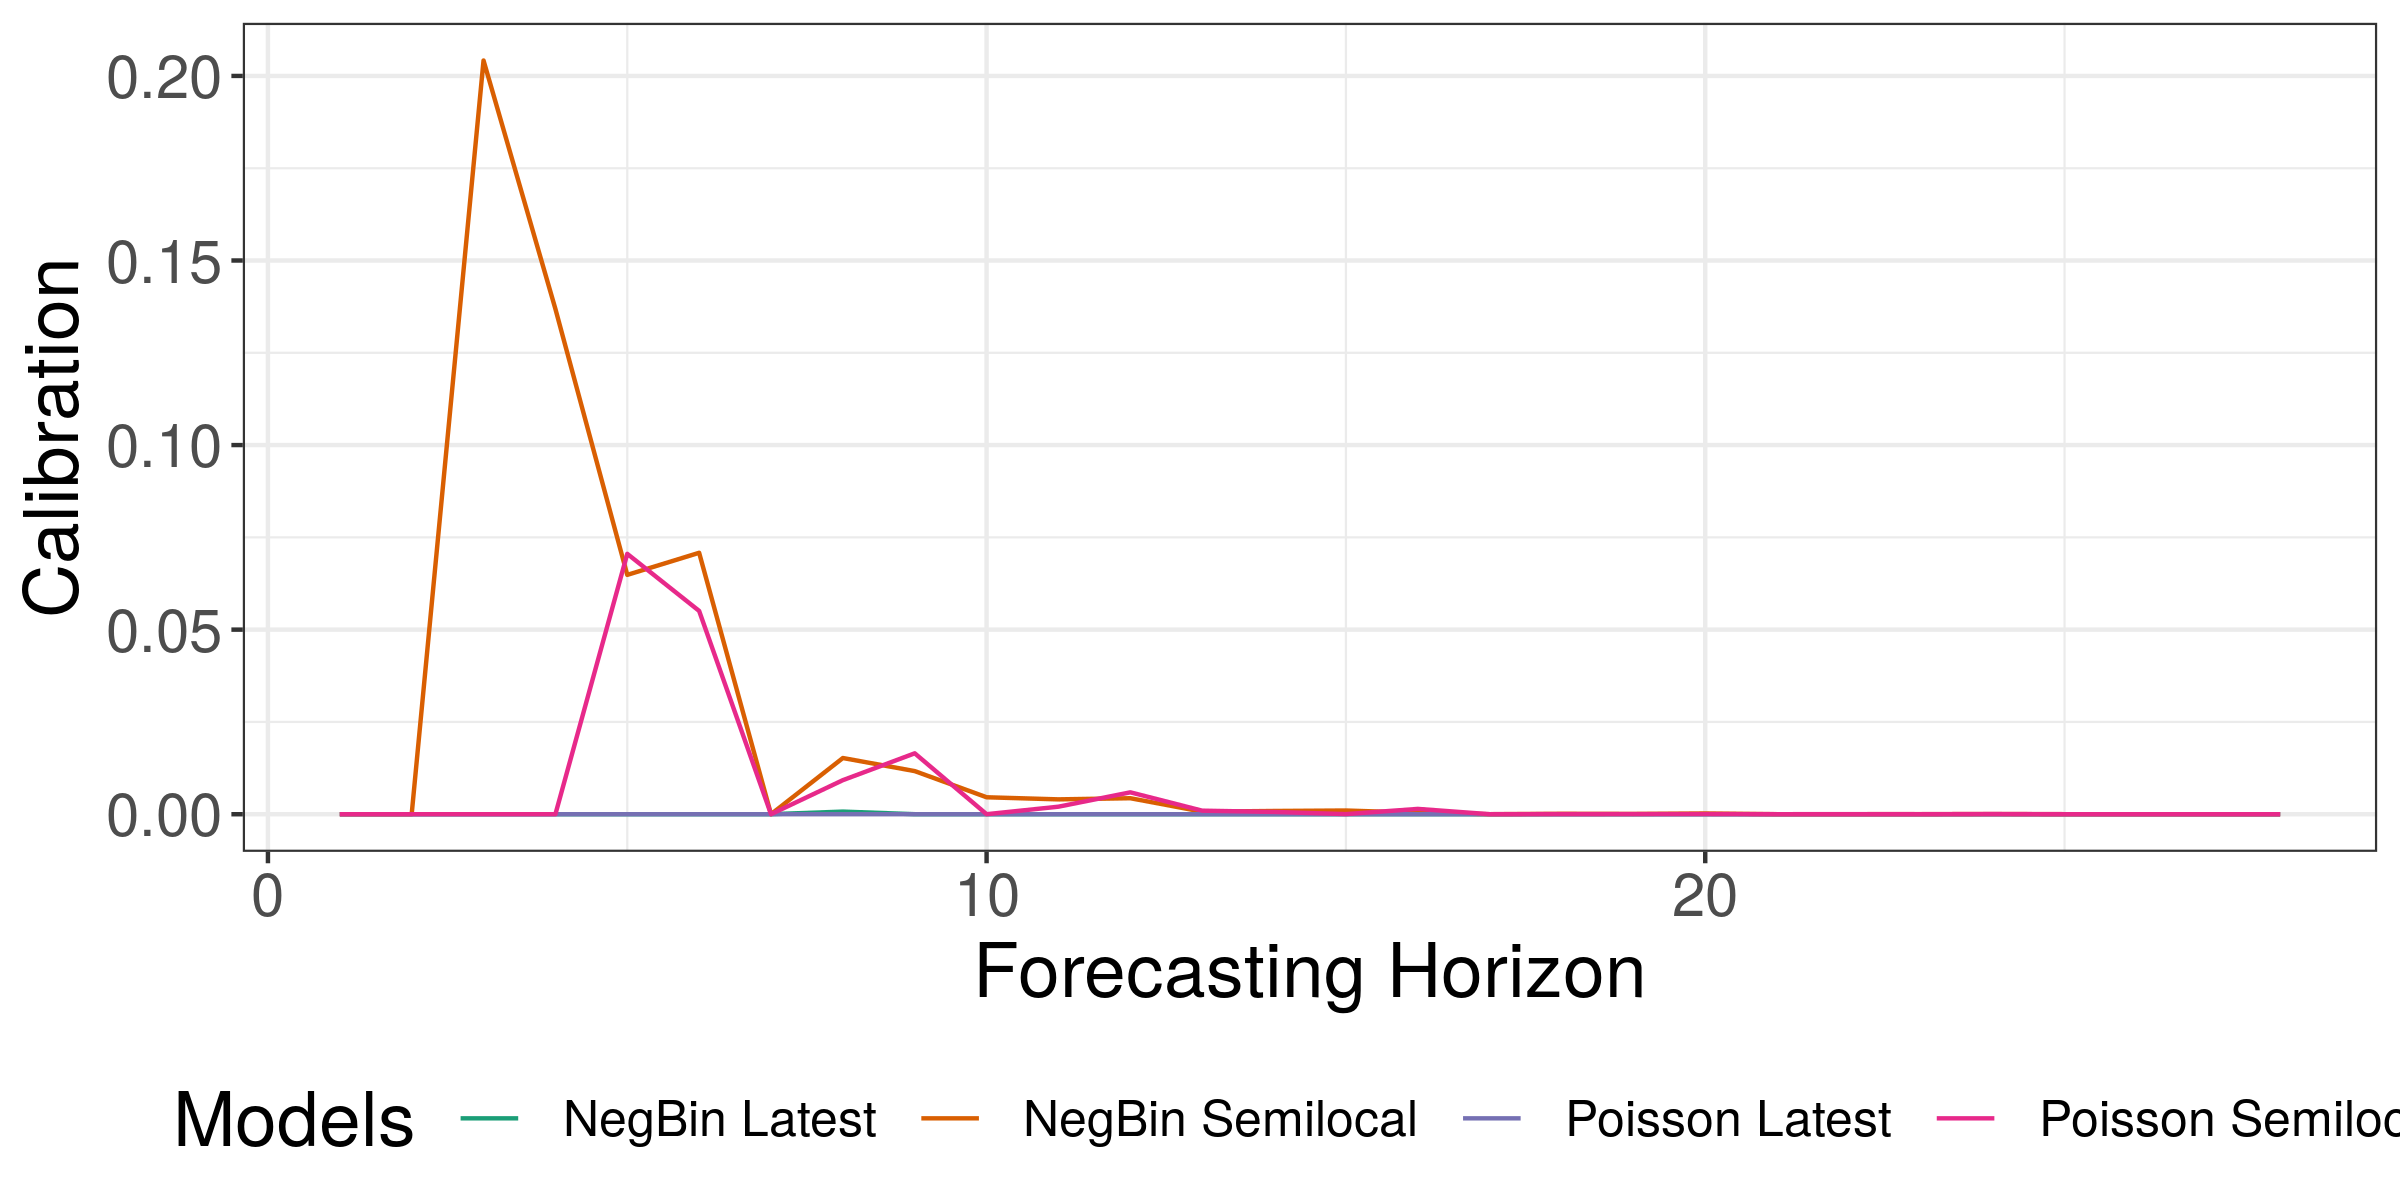 0.20
0.15
0.10
0.05
0.00
Calibration
0 10 20
Forecasting Horizon
Models NegBin Latest NegBin Semilocal Poisson Latest Poisson